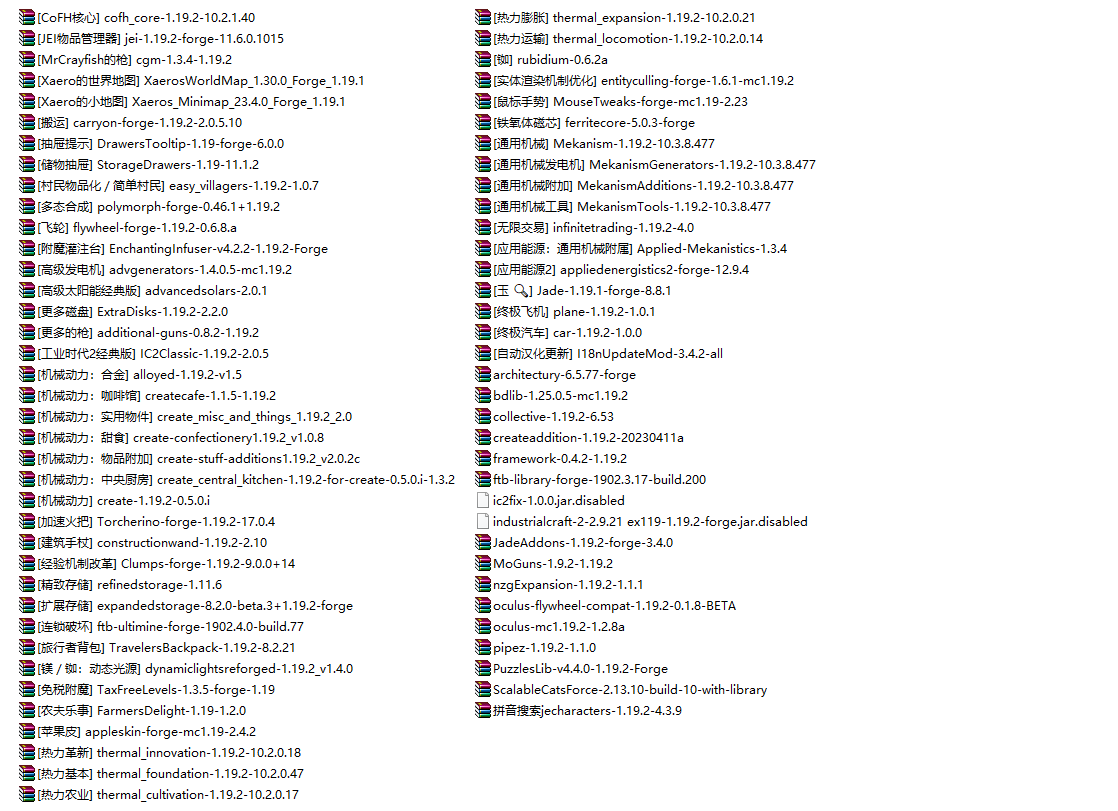 [CoFH核心] cofh_core-1.19.2-10.2.1.40
[JEI物品管理器] jei-1.19.2-forge-11.6.0.1015
[MrCrayfish的枪] cgm-1.3.4-1.19.2
[Xaero的世界地图] XaerosWorldMap_1.30.0_Forge_1.19.1
[Xaero的小地图] Xaeros_Minimap_23.4.0_Forge_1.19.1
[搬运] carryon-forge-1.19.2-2.0.5.10
[抽屉提示] DrawersTooltip-1.19-forge-6.0.0
[储物抽屉] StorageDrawers-1.19-11.1.2
[村民物品化 / 简单村民] easy_villagers-1.19.2-1.0.7
[多态合成] polymorph-forge-0.46.1+1.19.2
[飞轮] flywheel-forge-1.19.2-0.6.8.a
[附魔灌注台] EnchantingInfuser-v4.2.2-1.19.2-Forge
[高级发电机] advgenerators-1.4.0.5-mc1.19.2
[高级太阳能经典版] advancedsolars-2.0.1
[更多磁盘] ExtraDisks-1.19.2-2.2.0
[更多的枪] additional-guns-0.8.2-1.19.2
[工业时代2经典版] IC2Classic-1.19.2-2.0.5
[机械动力：合金] alloyed-1.19.2-v1.5
[机械动力：咖啡馆] createcafe-1.1.5-1.19.2
[机械动力：实用物件] create_misc_and_things_1.19.2_2.0
[机械动力：甜食] create-confectionery1.19.2_v1.0.8
[机械动力：物品附加] create-stuff-additions1.19.2_v2.0.2c
[机械动力：中央厨房] create_central_kitchen-1.19.2-for-create-0.5.0.i-1.3.2
[机械动力] create-1.19.2-0.5.0.i
[加速火把] Torcherino-forge-1.19.2-17.0.4
[建筑手杖] constructionwand-1.19.2-2.10
[经验机制改革] Clumps-forge-1.19.2-9.0.0+14
[精致存储] refinedstorage-1.11.6
[扩展存储] expandedstorage-8.2.0-beta.3+1.19.2-forge
[连锁破坏] ftb-ultimine-forge-1902.4.0-build.77
[旅行者背包] TravelersBackpack-1.19.2-8.2.21
[镁 / 铷：动态光源] dynamiclightsreforged-1.19.2_v1.4.0
[免税附魔] TaxFreeLevels-1.3.5-forge-1.19
[农夫乐事] FarmersDelight-1.19-1.2.0
[苹果皮] appleskin-forge-mc1.19-2.4.2
[热力革新] thermal_innovation-1.19.2-10.2.0.18
[热力基本] thermal_foundation-1.19.2-10.2.0.47
[热力农业] thermal_cultivation-1.19.2-10.2.0.17
[热力膨胀] thermal_expansion-1.19.2-10.2.0.21
[热力运输] thermal_locomotion-1.19.2-10.2.0.14
[铷] rubidium-0.6.2a
[实体渲染机制优化] entityculling-forge-1.6.1-mc1.19.2
[鼠标手势] MouseTweaks-forge-mc1.19-2.23
[铁氧体磁芯] ferritecore-5.0.3-forge
[通用机械] Mekanism-1.19.2-10.3.8.477
[通用机械发电机] MekanismGenerators-1.19.2-10.3.8.477
[通用机械附加] MekanismAdditions-1.19.2-10.3.8.477
[通用机械工具] MekanismTools-1.19.2-10.3.8.477
[无限交易] infinitetrading-1.19.2-4.0
[应用能源：通用机械附属] Applied-Mekanistics-1.3.4
[应用能源2] appliedenergistics2-forge-12.9.4
[玉 🔍] Jade-1.19.1-forge-8.8.1
[终极飞机] plane-1.19.2-1.0.1
[终极汽车] car-1.19.2-1.0.0
[自动汉化更新] I18nUpdateMod-3.4.2-all
architectury-6.5.77-forge
bdlib-1.25.0.5-mc1.19.2
collective-1.19.2-6.53
createaddition-1.19.2-20230411a
framework-0.4.2-1.19.2
ftb-library-forge-1902.3.17-build.200
ic2fix-1.0.0.jar.disabled
industrialcraft-2-2.9.21 ex119-1.19.2-forge.jar.disabled
JadeAddons-1.19.2-forge-3.4.0
MoGuns-1.9.2-1.19.2
nzgExpansion-1.19.2-1.1.1
oculus-flywheel-compat-1.19.2-0.1.8-BETA
oculus-mc1.19.2-1.2.8a
pipez-1.19.2-1.1.0
PuzzlesLib-v4.4.0-1.19.2-Forge
ScalableCatsForce-2.13.10-build-10-with-library
拼音搜索jecharacters-1.19.2-4.3.9